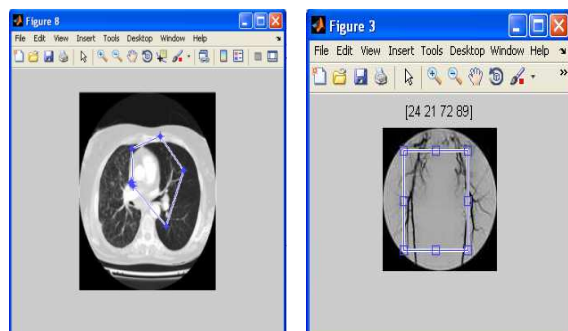 Figure 8
File Edit View Insert Tools Desktop Window Help
Figure 3
File Edit View Insert Tools Desktop Window Help
[24 21 72 89]